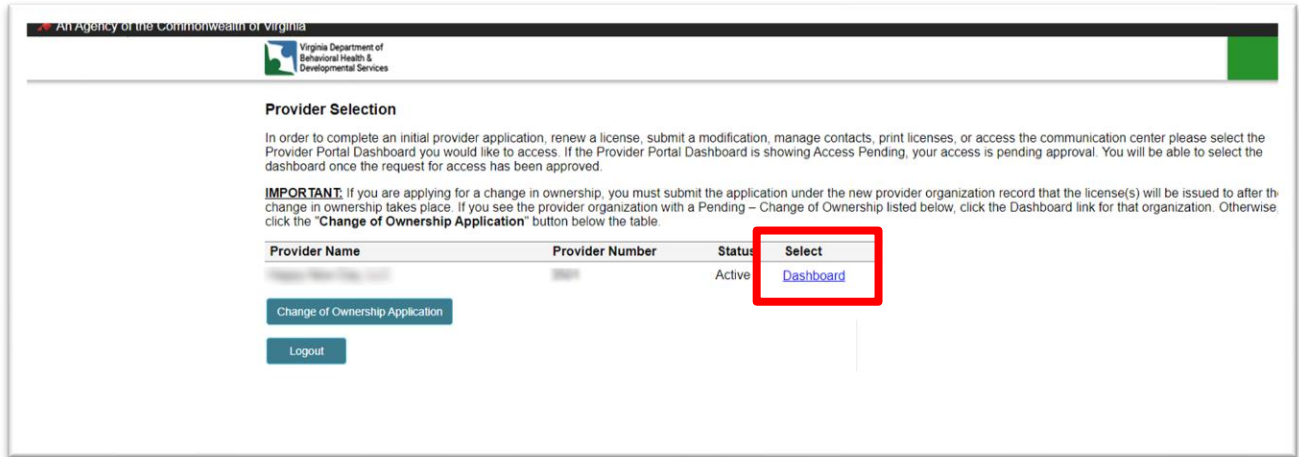 An Agency of the Commonwealth of Virginia
Virginia Department of
Behavioral Health &
Developmental Services
Provider Selection
In order to complete an initial provider application, renew a license, submit a modification, manage contacts, print licenses, or access the communication center please select the
Provider Portal Dashboard you would like to access. If the Provider Portal Dashboard is showing Access Pending, your access is pending approval. You will be able to select the
dashboard once the request for access has been approved.
IMPORTANT: If you are applying for a change in ownership, you must submit the application under the new provider organization record that the license(s) will be issued to after th
change in ownership takes place. If you see the provider organization with a Pending – Change of Ownership listed below, click the Dashboard link for that organization. Otherwise
click the "Change of Ownership Application" button below the table.
Provider Name Provider Number Status Select
Active Dashboard
Change of Ownership Application
Logout